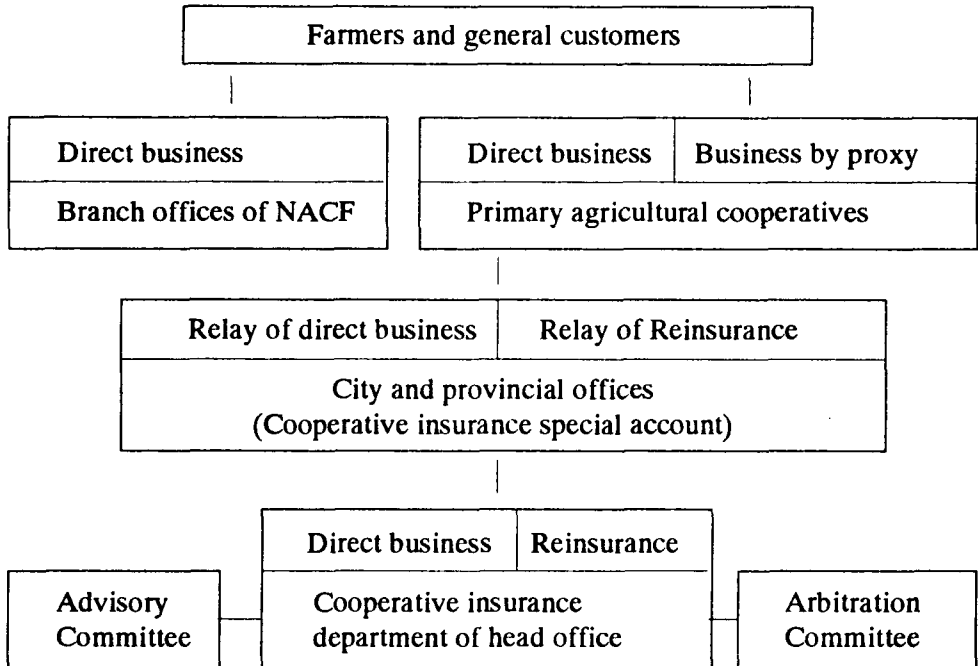 Farmers and general customers
Direct business
Branch offices of NACF
Direct business
Business by proxy
Primary agricultural cooperatives
Relay of direct business
Relay of Reinsurance
City and provincial offices
(Cooperative insurance special account)
Direct business
Reinsurance
Cooperative insurance
department of head office
Advisory
Committee
Arbitration
Committee